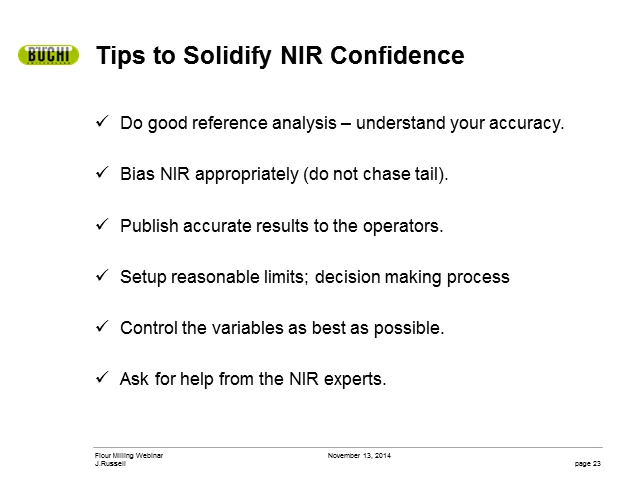 BÜCHI
Tips to Solidify NIR Confidence
✓ Do good reference analysis – understand your accuracy.
✓ Bias NIR appropriately (do not chase tail).
✓ Publish accurate results to the operators.
✓ Setup reasonable limits; decision making process
✓ Control the variables as best as possible.
✓ Ask for help from the NIR experts.
Flour Milling Webinar November 13, 2014
J.Russell page 23